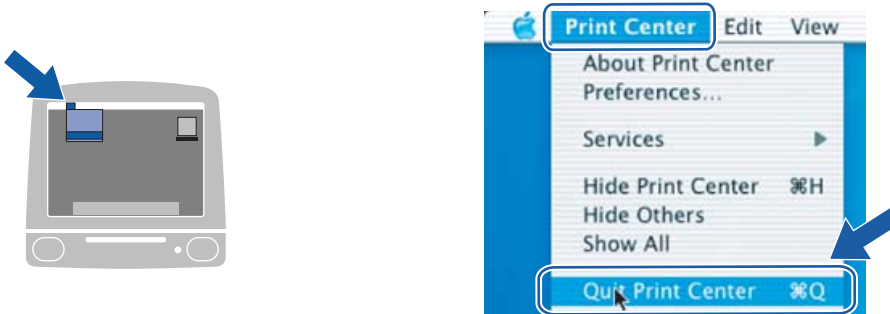 Print Center Edit View
About Print Center
Preferences...
Services
Hide Print Center ⌘H
Hide Others
Show All
Quit Print Center ⌘Q